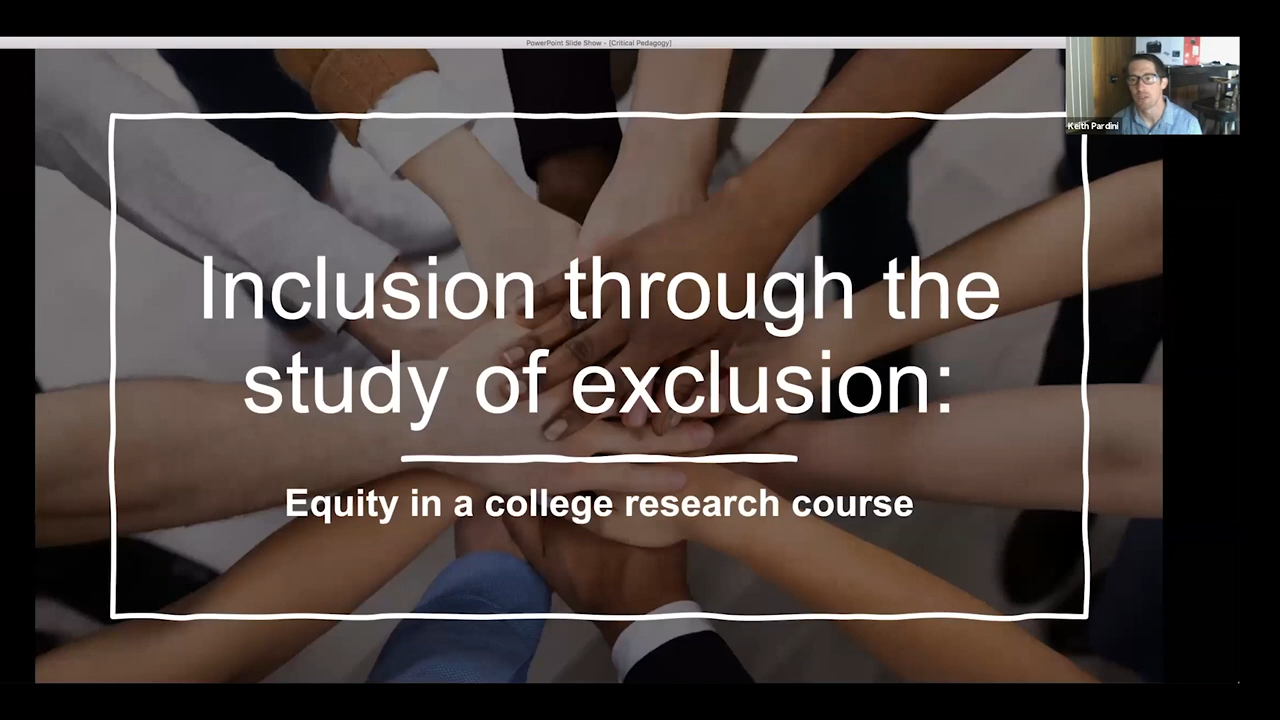 PowerPoint Slide Show - [Critical Pedagogy]
Keith Pardini
Inclusion through the
study of exclusion:
Equity in a college research course